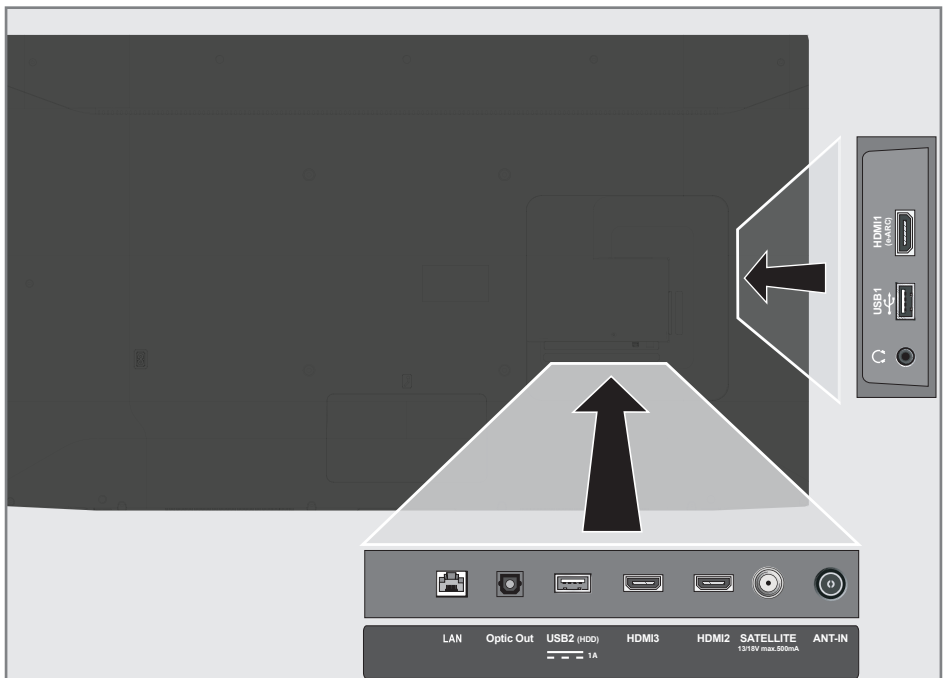 HDMI1
(e-ARC)
USB1
LAN Optic Out USB2 (HDD) HDMI3 HDMI2 SATELLITE ANT-IN
1A 13/18V max.500mA